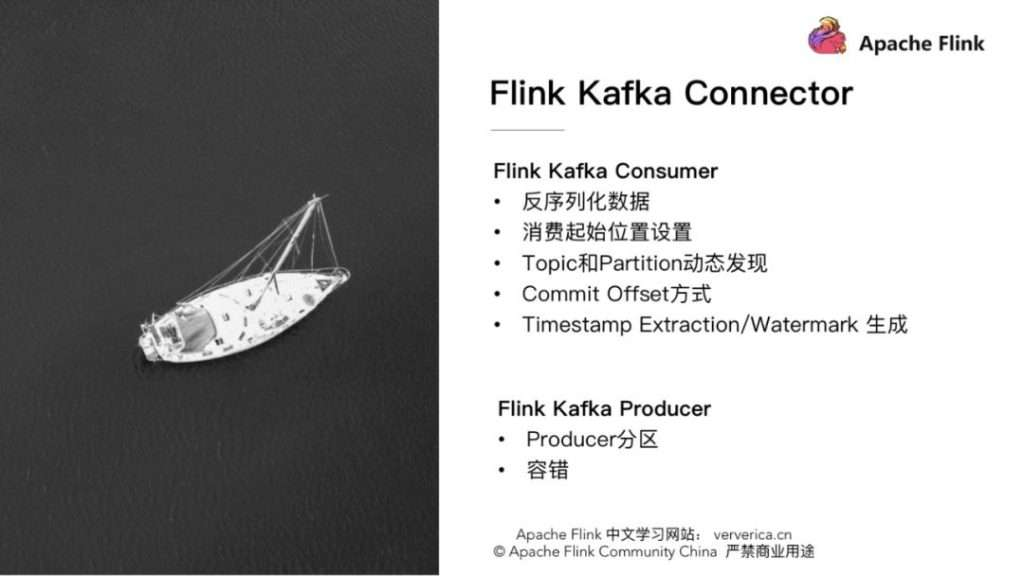 Apache Flink
Flink Kafka Connector
Flink Kafka Consumer
• 反序列化数据
• 消费起始位置设置
• Topic和Partition动态发现
• Commit Offset方式
• Timestamp Extraction/Watermark 生成
Flink Kafka Producer
• Producer分区
• 容错
Apache Flink 中文学习网站： ververica.cn
© Apache Flink Community China 严禁商业用途